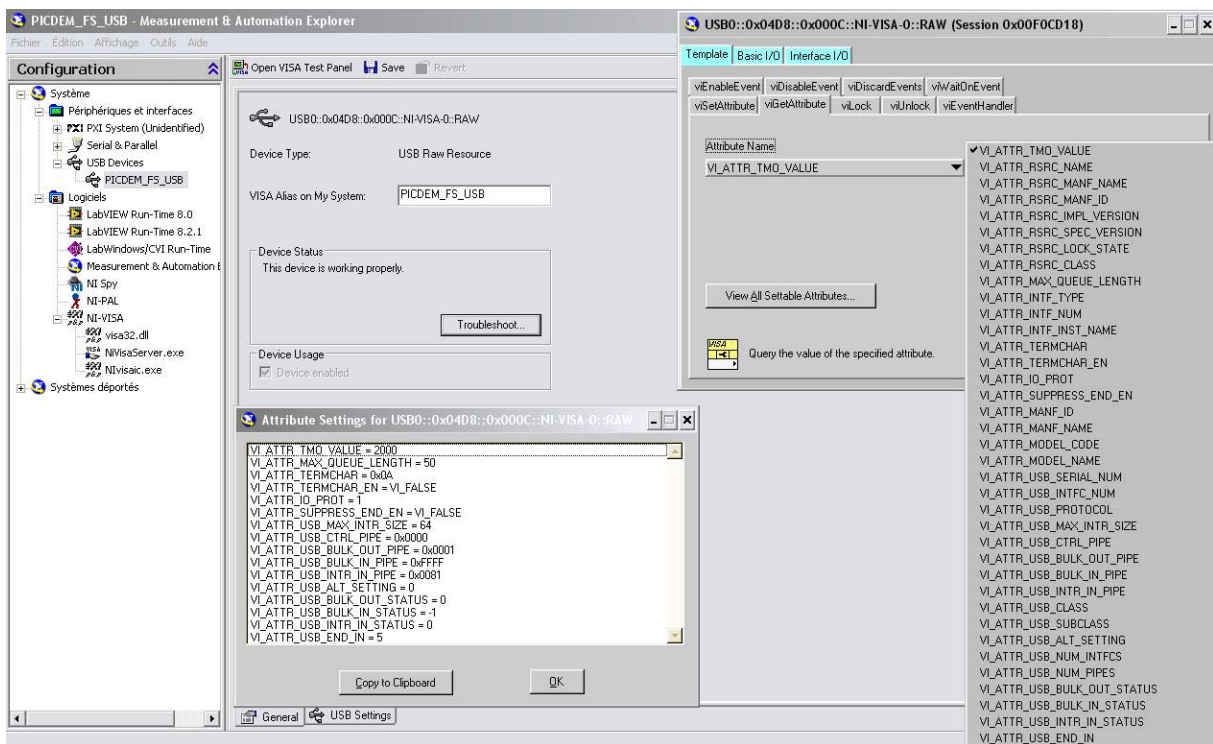 PICDEM_FS_USB - Measurement & Automation Explorer
Fichier Édition Affichage Outils Aide
Configuration
Système
Périphériques et interfaces
PXI PXI System (Unidentified)
Serial & Parallel
USB Devices
PICDEM_FS_USB
Logiciels
LabVIEW Run-Time 8.0
LabVIEW Run-Time 8.2.1
LabWindows/CVI Run-Time
Measurement & Automation E
NI Spy
NI-PAL
NI-VISA
visa32.dll
NiVisaServer.exe
NIvisaic.exe
Systèmes déportés
Open VISA Test Panel Save Revert
USB0::0x04D8::0x000C::NI-VISA-0::RAW
Device Type: USB Raw Resource
VISA Alias on My System: PICDEM_FS_USB
Device Status
This device is working properly.
Troubleshoot...
Device Usage
Device enabled
Attribute Settings for USB0::0x04D8::0x000C::NI-VISA-0::RAW
VI_ATTR_TMO_VALUE = 2000
VI_ATTR_MAX_QUEUE_LENGTH = 50
VI_ATTR_TERMCHAR = 0x0A
VI_ATTR_TERMCHAR_EN = VI_FALSE
VI_ATTR_IO_PROT = 1
VI_ATTR_SUPPRESS_END_EN = VI_FALSE
VI_ATTR_USB_MAX_INTR_SIZE = 64
VI_ATTR_USB_CTRL_PIPE = 0x0000
VI_ATTR_USB_BULK_OUT_PIPE = 0x0001
VI_ATTR_USB_BULK_IN_PIPE = 0xFFFF
VI_ATTR_USB_INTR_IN_PIPE = 0x0081
VI_ATTR_USB_ALT_SETTING = 0
VI_ATTR_USB_BULK_OUT_STATUS = 0
VI_ATTR_USB_BULK_IN_STATUS = -1
VI_ATTR_USB_INTR_IN_STATUS = 0
VI_ATTR_USB_END_IN = 5
Copy to Clipboard OK
General USB Settings
USB0::0x04D8::0x000C::NI-VISA-0::RAW (Session 0x00F0CD18)
Template Basic I/O Interface I/O
viEnableEvent viDisableEvent viDiscardEvents viWaitOnEvent
viSetAttribute viGetAttribute viLock viUnlock viEventHandler
Attribute Name
VI_ATTR_TMO_VALUE
View All Settable Attributes...
VISA
Query the value of the specified attribute.
VI_ATTR_TMO_VALUE
VI_ATTR_RSRC_NAME
VI_ATTR_RSRC_MANF_NAME
VI_ATTR_RSRC_MANF_ID
VI_ATTR_RSRC_IMPL_VERSION
VI_ATTR_RSRC_SPEC_VERSION
VI_ATTR_RSRC_LOCK_STATE
VI_ATTR_RSRC_CLASS
VI_ATTR_MAX_QUEUE_LENGTH
VI_ATTR_INTF_TYPE
VI_ATTR_INTF_NUM
VI_ATTR_INTF_INST_NAME
VI_ATTR_TERMCHAR
VI_ATTR_TERMCHAR_EN
VI_ATTR_IO_PROT
VI_ATTR_SUPPRESS_END_EN
VI_ATTR_MANF_ID
VI_ATTR_MANF_NAME
VI_ATTR_MODEL_CODE
VI_ATTR_MODEL_NAME
VI_ATTR_USB_SERIAL_NUM
VI_ATTR_USB_INTFC_NUM
VI_ATTR_USB_PROTOCOL
VI_ATTR_USB_MAX_INTR_SIZE
VI_ATTR_USB_CTRL_PIPE
VI_ATTR_USB_BULK_OUT_PIPE
VI_ATTR_USB_BULK_IN_PIPE
VI_ATTR_USB_INTR_IN_PIPE
VI_ATTR_USB_CLASS
VI_ATTR_USB_SUBCLASS
VI_ATTR_USB_ALT_SETTING
VI_ATTR_USB_NUM_INTFCS
VI_ATTR_USB_NUM_PIPES
VI_ATTR_USB_BULK_OUT_STATUS
VI_ATTR_USB_BULK_IN_STATUS
VI_ATTR_USB_INTR_IN_STATUS
VI_ATTR_USB_END_IN